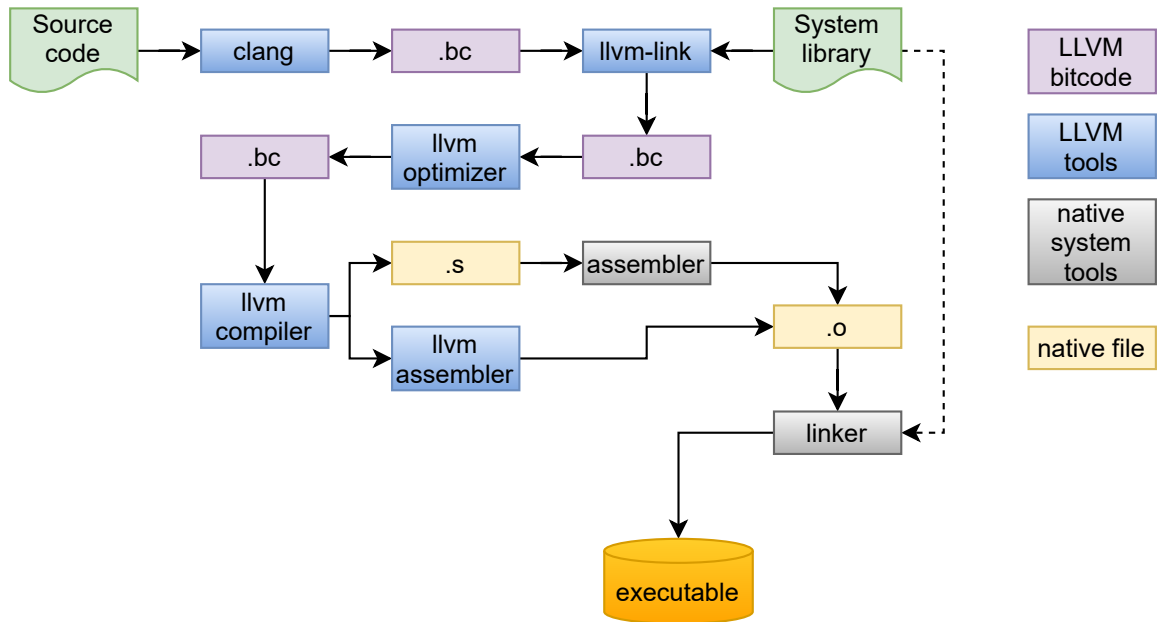 Source
code
clang
.bc
llvm-link
System
library
LLVM
bitcode
.bc
llvm
optimizer
.bc
LLVM
tools
native
system
tools
.s
assembler
llvm
compiler
llvm
assembler
.o
native file
linker
executable